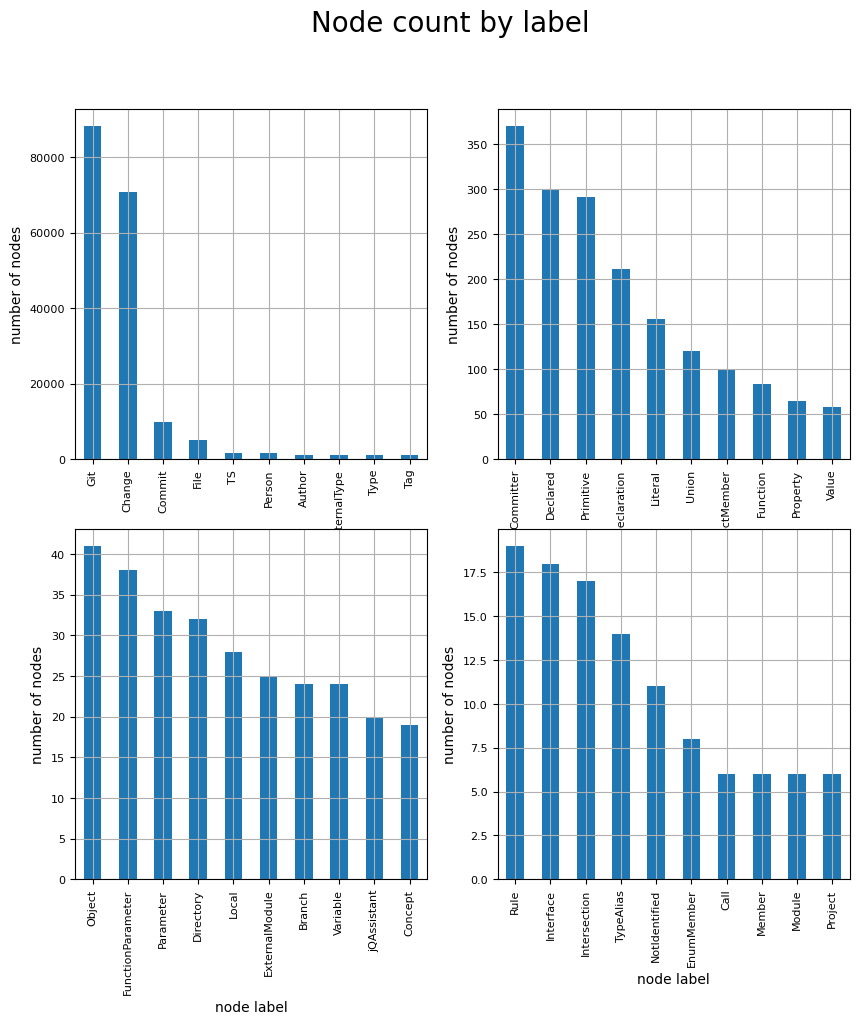 Node count by label
number of nodes
80000
60000
40000
20000
0
Git
Change
Commit
File
TS
Person
Author
Type
Tag
number of nodes
350
300
250
200
150
100
50
0
Committer
Declared
Primitive
Literal
Union
Function
Property
Value
number of nodes
40
35
30
25
20
15
10
5
0
Object
FunctionParameter
Parameter
Directory
Local
ExternalModule
Branch
Variable
jQAssistant
Concept
node label
number of nodes
17.5
15.0
12.5
10.0
7.5
5.0
2.5
0.0
Rule
Interface
Intersection
TypeAlias
NotIdentified
EnumMember
Call
Member
Module
Project
node label